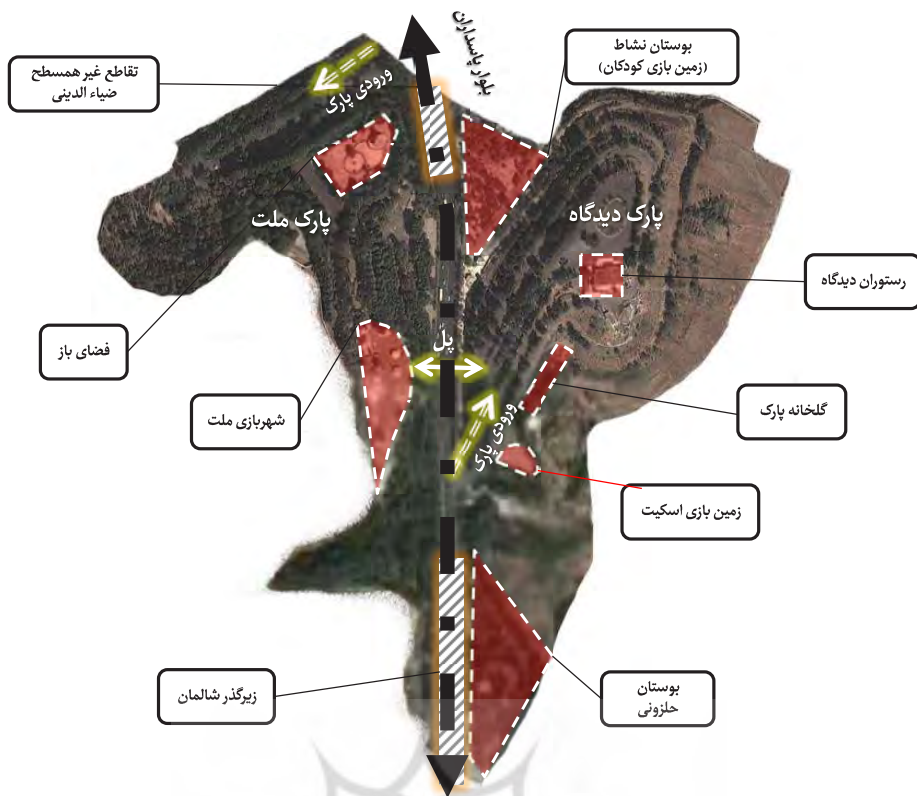 بلوار پاسداران
بوستان نشاط
(زمین بازی کودکان)
تقاطع غیر همسطح
ضیاء الدینی
ورودی پارک
پارک دیدگاه
پارک ملت
رستوران دیدگاه
پل
فضای باز
شهربازی ملت
گلخانه پارک
ورودی پارک
زمین بازی اسکیت
زیرگذر شالمان
بوستان
حلزونی